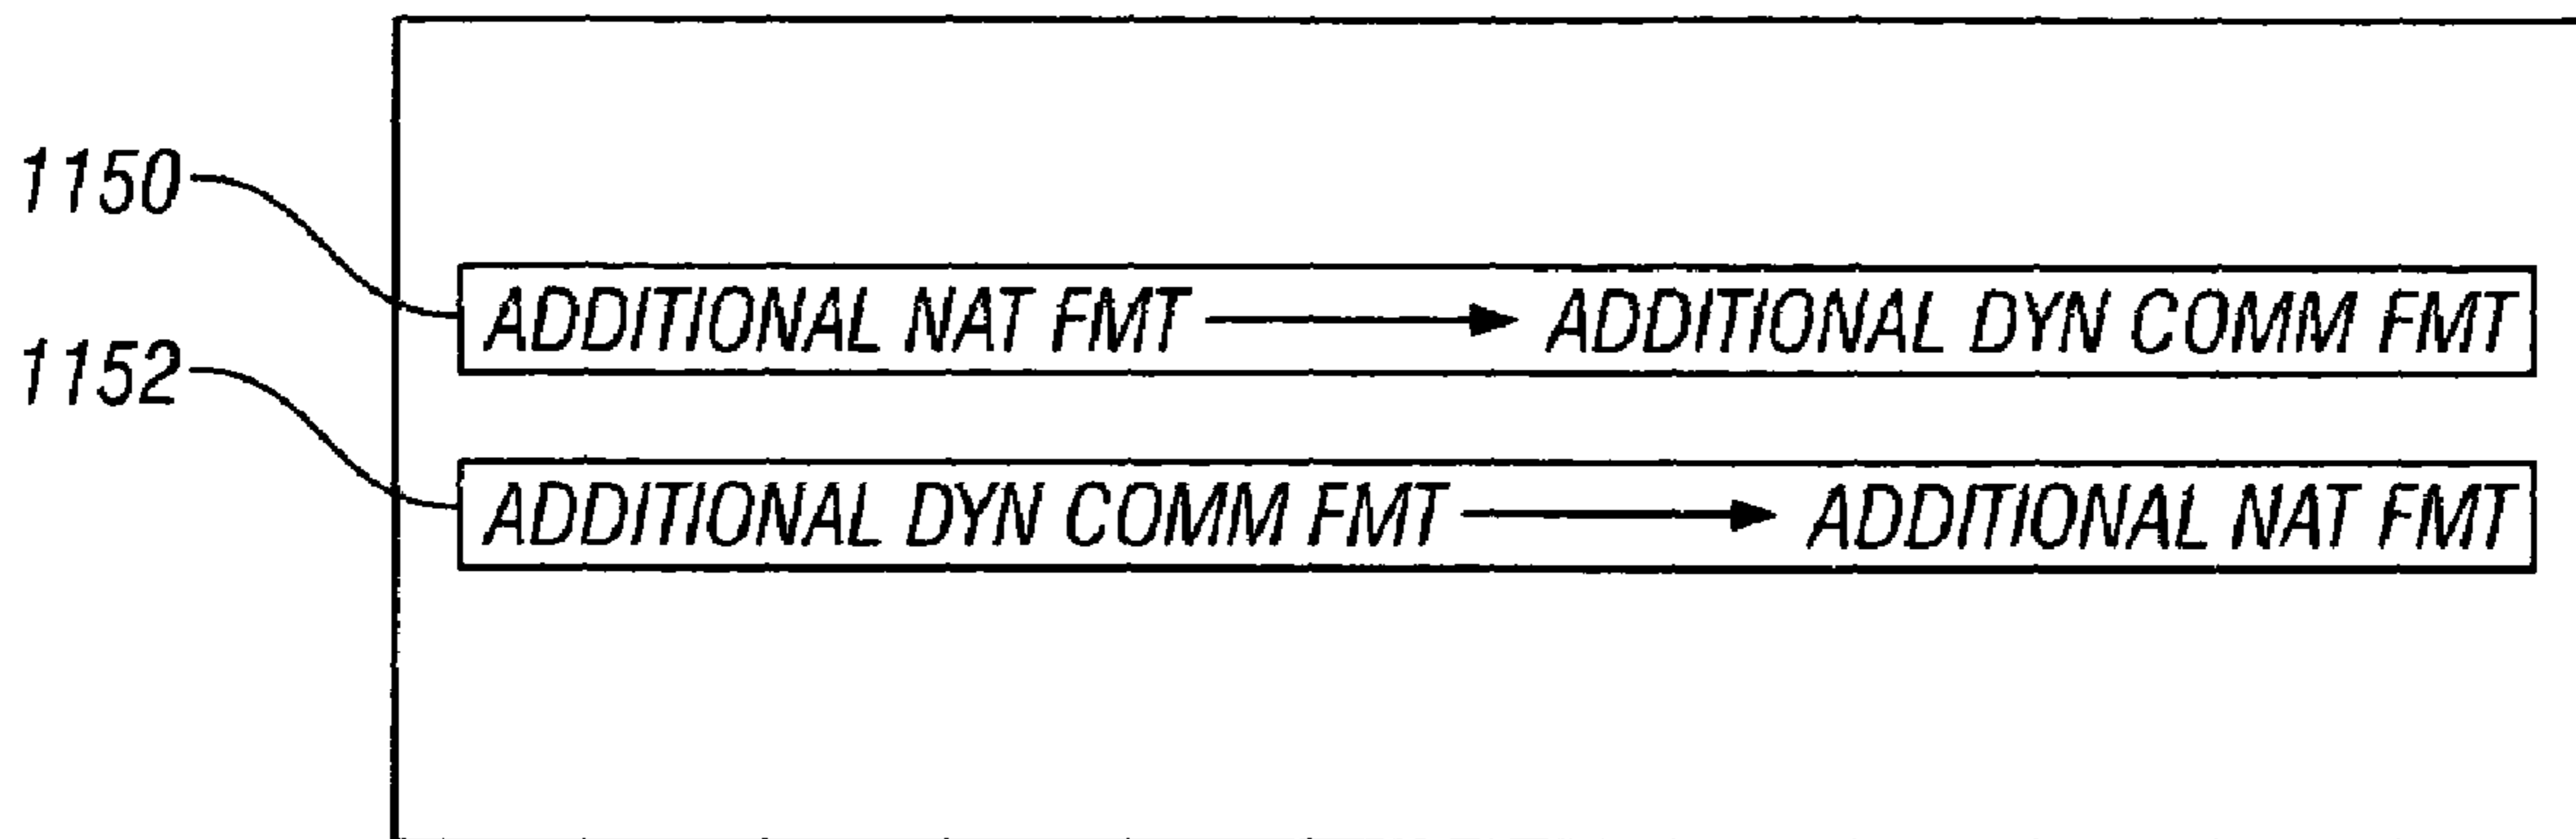 1150
ADDITIONAL NAT FMT ADDITIONAL DYN COMM FMT
1152
ADDITIONAL DYN COMM FMT ADDITIONAL NAT FMT